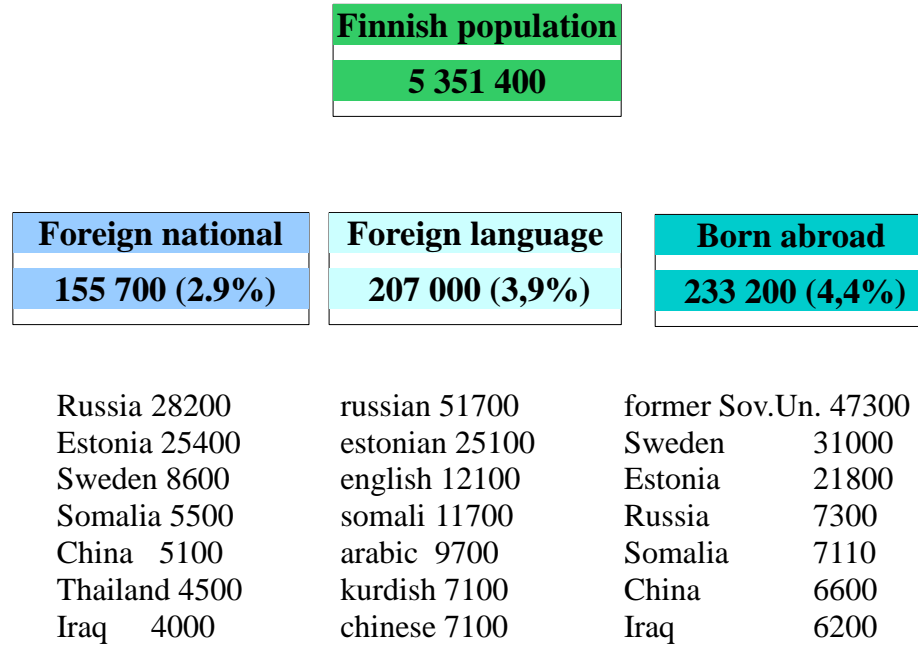 Finnish population
5 351 400
Foreign national
155 700 (2.9%)
Foreign language
207 000 (3,9%)
Born abroad
233 200 (4,4%)
Russia 28200
Estonia 25400
Sweden 8600
Somalia 5500
China 5100
Thailand 4500
Iraq 4000
russian 51700
estonian 25100
english 12100
somali 11700
arabic 9700
kurdish 7100
chinese 7100
former Sov.Un. 47300
Sweden 31000
Estonia 21800
Russia 7300
Somalia 7110
China 6600
Iraq 6200